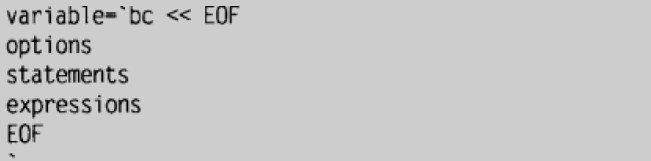 variable=`bc << EOF
options
statements
expressions
EOF
`